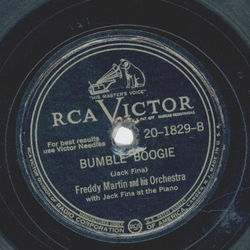 "HIS MASTER'S VOICE"
RCA VICTOR
For best results
use Victor Needles
20-1829-B
BUMBLE BOOGIE
(Jack Fina)
Freddy Martin and his Orchestra
with Jack Fina at the Piano
RCA